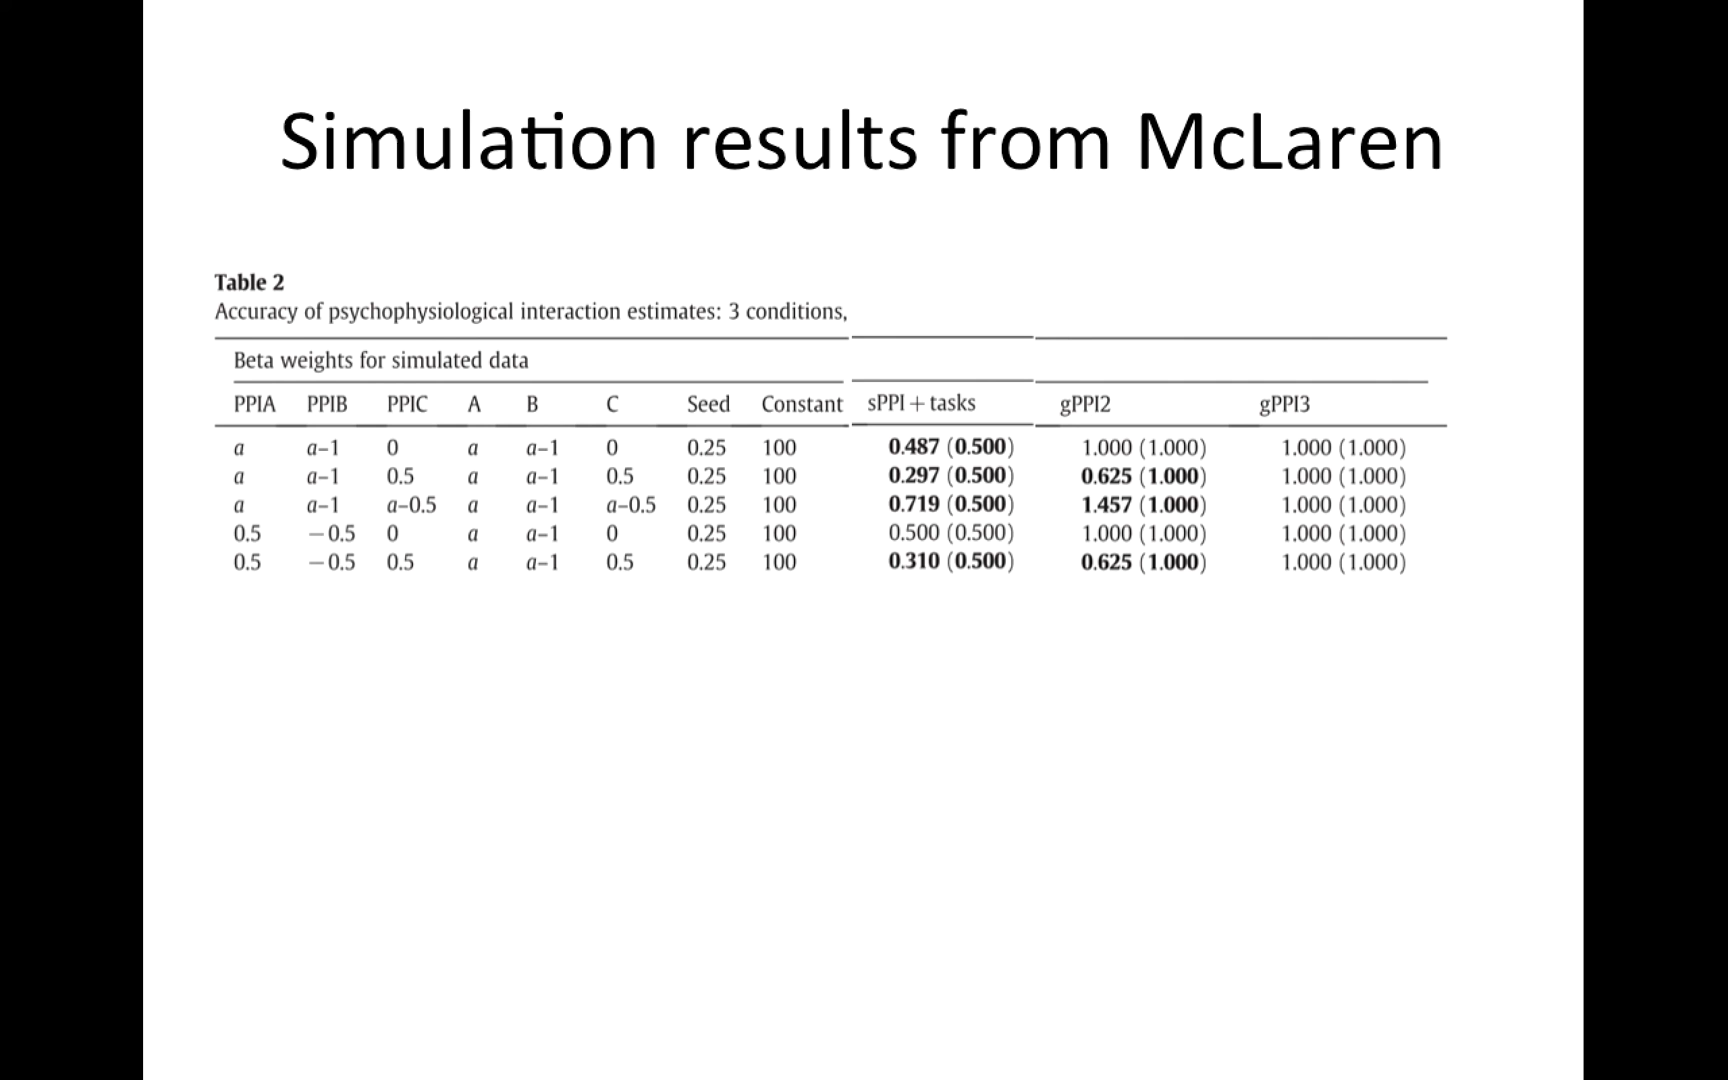 Simulation results from McLaren
Table 2
Accuracy of psychophysiological interaction estimates: 3 conditions,
Beta weights for simulated data
PPIA PPIB PPIC A B C Seed Constant sPPI + tasks gPPI2 gPPI3
a a−1 0 a a−1 0 0.25 100 0.487 (0.500) 1.000 (1.000) 1.000 (1.000)
a a−1 0.5 a a−1 0.5 0.25 100 0.297 (0.500) 0.625 (1.000) 1.000 (1.000)
a a−1 a−0.5 a a−1 a−0.5 0.25 100 0.719 (0.500) 1.457 (1.000) 1.000 (1.000)
0.5 −0.5 0 a a−1 0 0.25 100 0.500 (0.500) 1.000 (1.000) 1.000 (1.000)
0.5 −0.5 0.5 a a−1 0.5 0.25 100 0.310 (0.500) 0.625 (1.000) 1.000 (1.000)